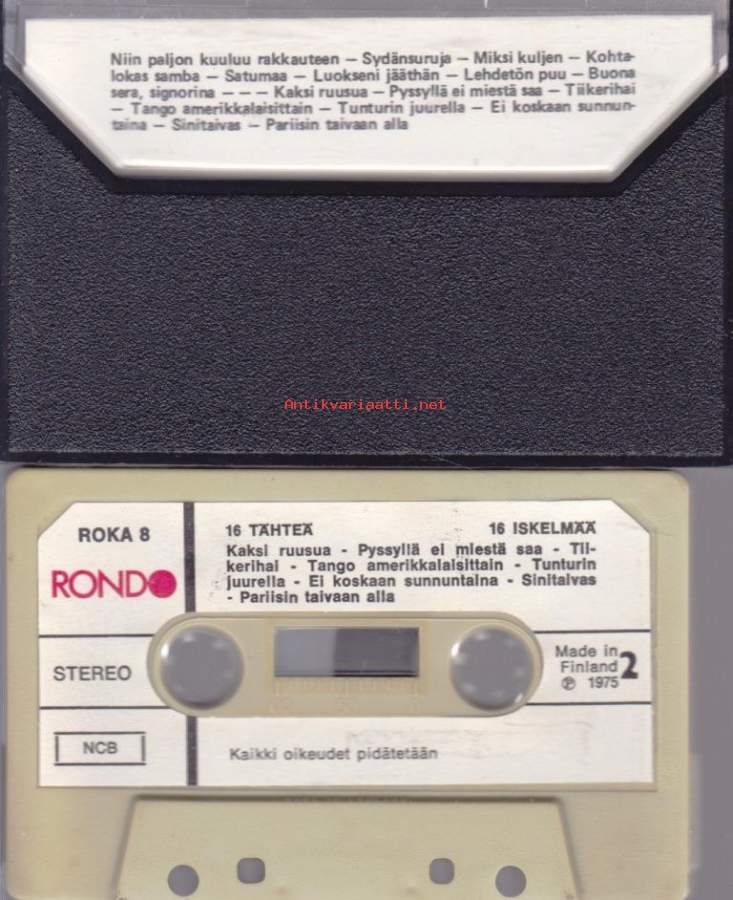 Niin paljon kuuluu rakkauteen — Sydänsuruja — Miksi kuljen — Kohta-
lokas samba — Satumaa — Luokseni jääthän — Lehdetön puu — Buona
sera, signorina — — — Kaksi ruusua — Pyssyllä ei miestä saa — Tiikerihai
— Tango amerikkalaisittain — Tunturin juurella — Ei koskaan sunnun-
taina — Sinitaivas — Pariisin taivaan alla
Antikvariaatti.net
ROKA 8
RONDO
16 TÄHTEÄ 16 ISKELMÄÄ
Kaksi ruusua - Pyssyllä ei miestä saa - Tii-
kerihai - Tango amerikkalaisittain - Tunturin
juurella - Ei koskaan sunnuntaina - Sinitaivas
- Pariisin taivaan alla
STEREO
Made in
Finland
℗ 1975
2
NCB
Kaikki oikeudet pidätetään